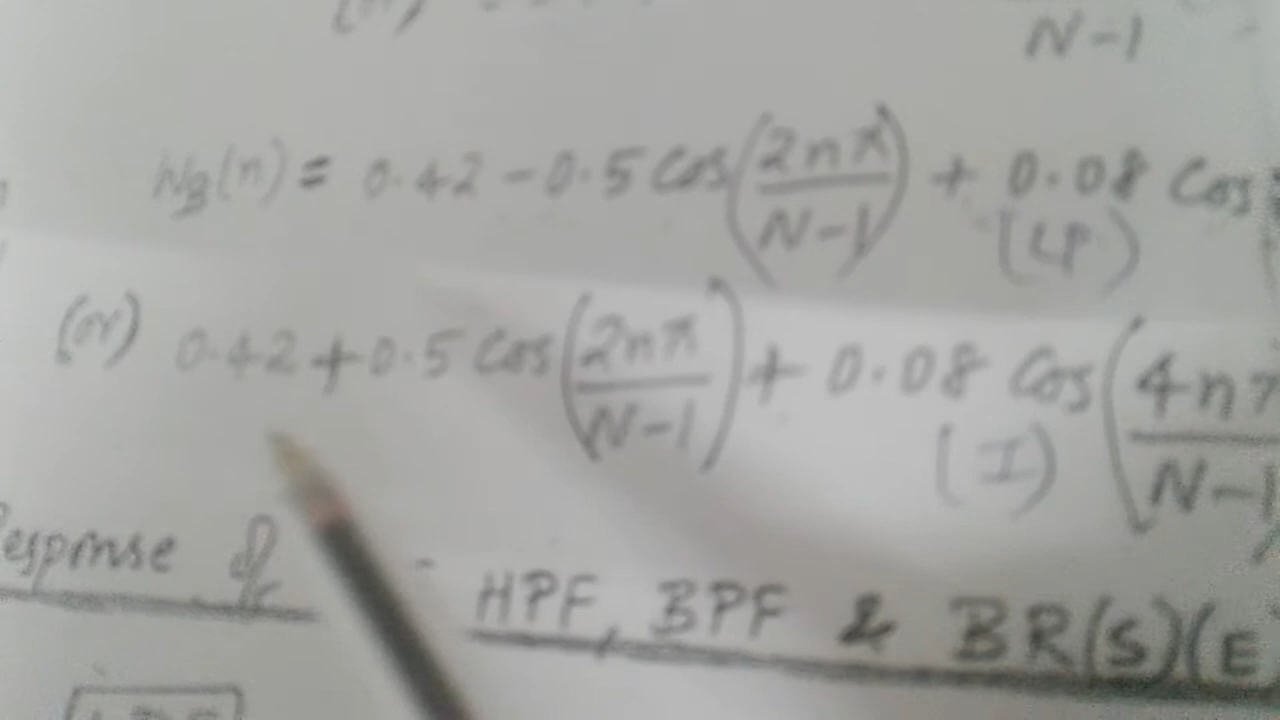 N-1
W_B(n) = 0.42 - 0.5 Cos(2nπ/N-1) + 0.08 Cos
(LP)
(or) 0.42 + 0.5 Cos(2nπ/N-1) + 0.08 Cos(4nπ/N-1
(I)
Response of - HPF, BPF & BR(S)(E